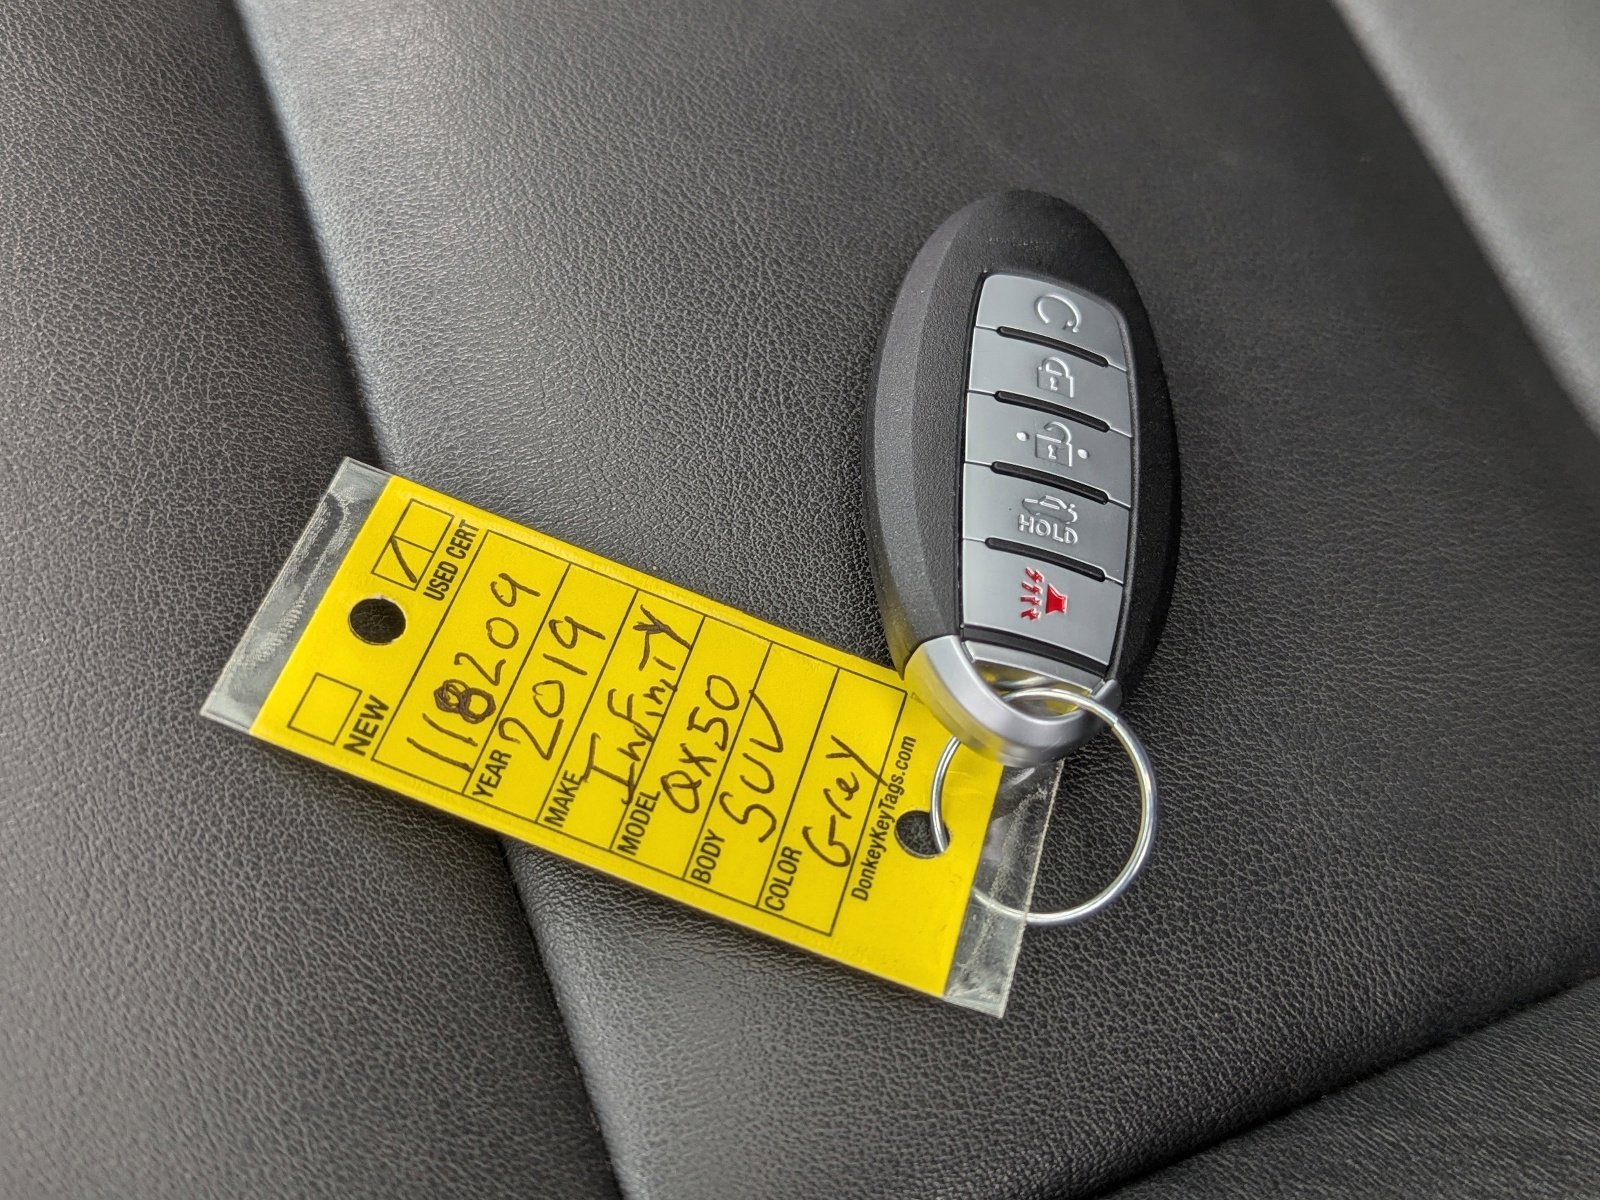 NEW
USED CERT
118209
YEAR 2019
MAKE Infinity
MODEL QX50
BODY SUV
COLOR Grey
DonkeyKeyTags.com
HOLD